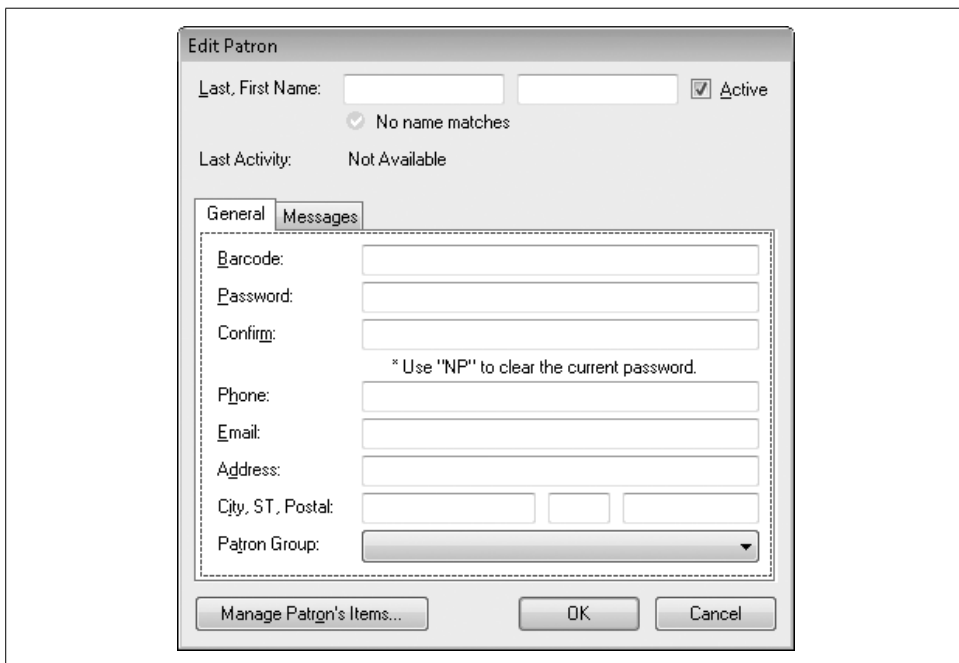 Edit Patron
Last, First Name:
Active
No name matches
Last Activity: Not Available
General Messages
Barcode:
Password:
Confirm:
* Use "NP" to clear the current password.
Phone:
Email:
Address:
City, ST, Postal:
Patron Group:
Manage Patron's Items... OK Cancel